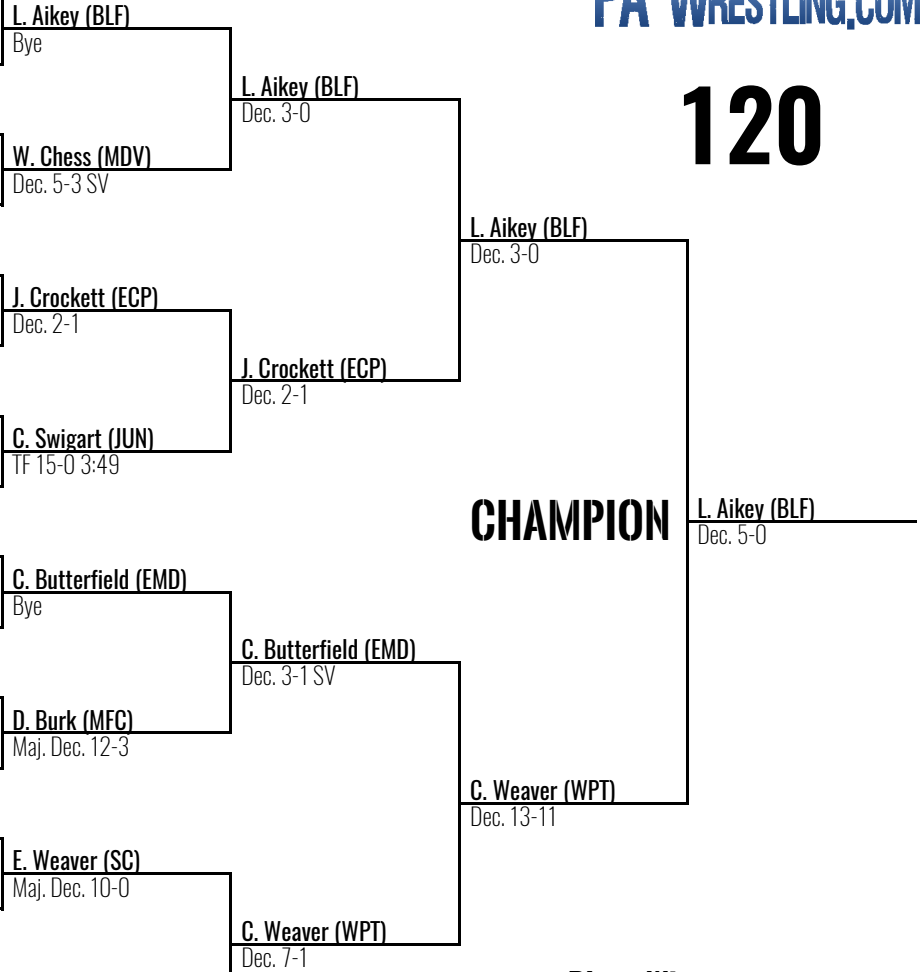 PA WRESTLING.COM
120
L. Aikey (BLF)
Bye
L. Aikey (BLF)
Dec. 3-0
W. Chess (MDV)
Dec. 5-3 SV
L. Aikey (BLF)
Dec. 3-0
J. Crockett (ECP)
Dec. 2-1
J. Crockett (ECP)
Dec. 2-1
C. Swigart (JUN)
TF 15-0 3:49
CHAMPION
L. Aikey (BLF)
Dec. 5-0
C. Butterfield (EMD)
Bye
C. Butterfield (EMD)
Dec. 3-1 SV
D. Burk (MFC)
Maj. Dec. 12-3
C. Weaver (WPT)
Dec. 13-11
E. Weaver (SC)
Maj. Dec. 10-0
C. Weaver (WPT)
Dec. 7-1